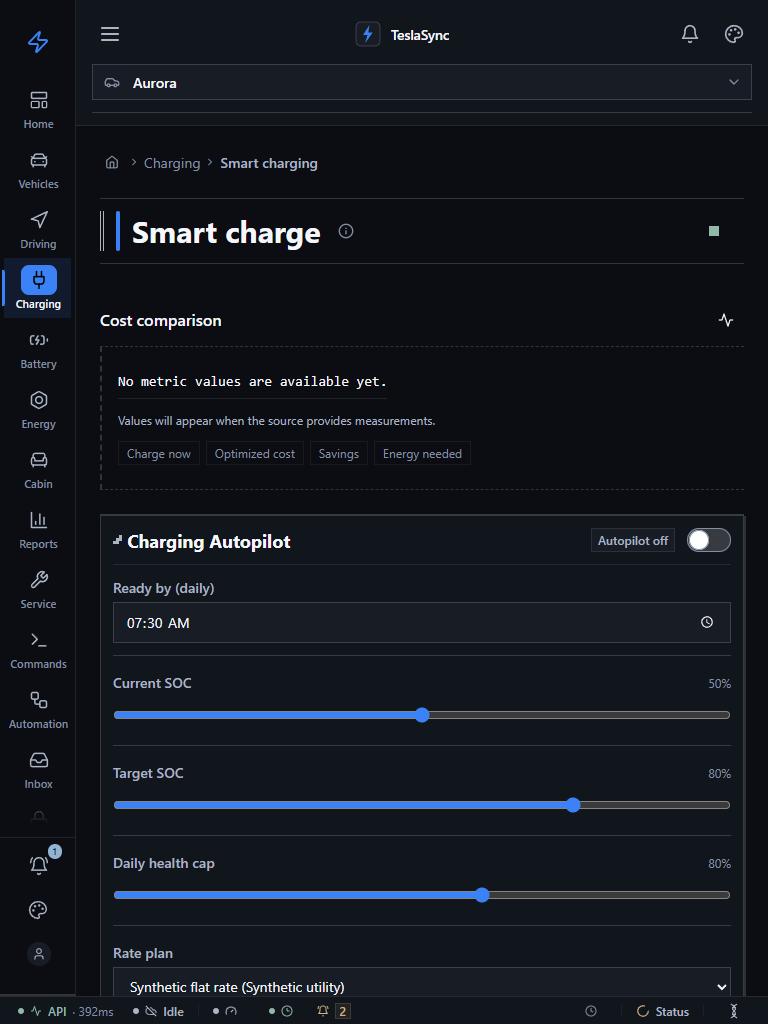 TeslaSync
Aurora
Home
Vehicles
Driving
Charging
Battery
Energy
Cabin
Reports
Service
Commands
Automation
Inbox
1
Charging > Smart charging
Smart charge
Cost comparison
No metric values are available yet.
Values will appear when the source provides measurements.
Charge now
Optimized cost
Savings
Energy needed
Charging Autopilot
Autopilot off
Ready by (daily)
07:30 AM
Current SOC
50%
Target SOC
80%
Daily health cap
80%
Rate plan
Synthetic flat rate (Synthetic utility)
API · 392ms
Idle
2
Status